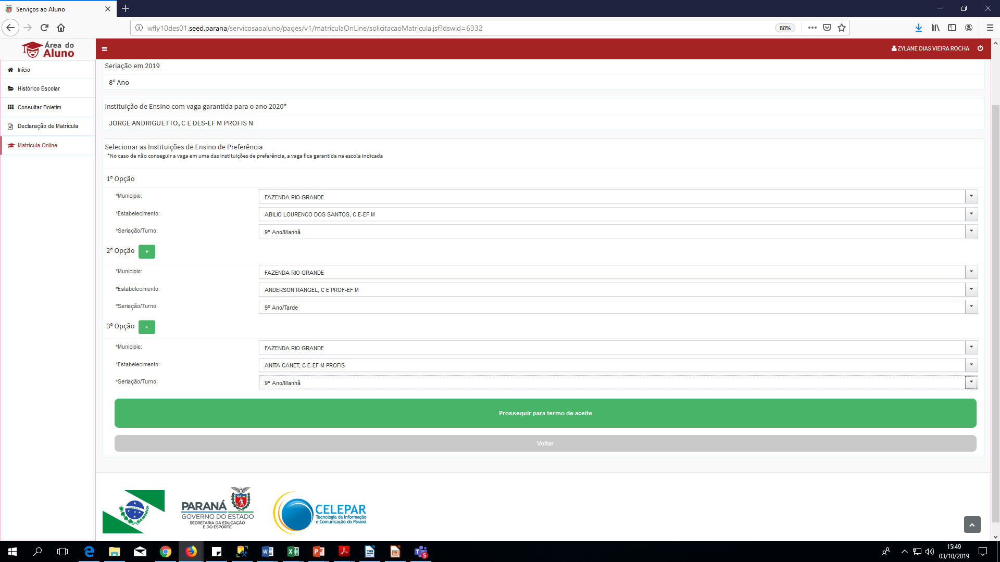 Serviços ao Aluno
wfly10des01.seed.parana/servicosaoaluno/pages/v1/matriculaOnLine/solicitacaoMatricula.jsf?dswid=6332
80%
Área do
Aluno
ZYLANE DIAS VIEIRA ROCHA
Início
Histórico Escolar
Consultar Boletim
Declaração de Matrícula
Matrícula Online
Seriação em 2019
8º Ano
Instituição de Ensino com vaga garantida para o ano 2020*
JORGE ANDRIGUETTO, C E DES-EF M PROFIS N
Selecionar as Instituições de Ensino de Preferência
*No caso de não conseguir a vaga em uma das instituições de preferência, a vaga fica garantida na escola indicada
1ª Opção
*Municipio:
FAZENDA RIO GRANDE
*Estabelecimento:
ABILIO LOURENCO DOS SANTOS, C E-EF M
*Seriação/Turno:
9º Ano/Manhã
2ª Opção +
*Municipio:
FAZENDA RIO GRANDE
*Estabelecimento:
ANDERSON RANGEL, C E PROF-EF M
*Seriação/Turno:
9º Ano/Tarde
3ª Opção +
*Municipio:
FAZENDA RIO GRANDE
*Estabelecimento:
ANITA CANET, C E-EF M PROFIS
*Seriação/Turno:
9º Ano/Manhã
Prosseguir para termo de aceite
Voltar
PARANÁ
GOVERNO DO ESTADO
SECRETARIA DA EDUCAÇÃO
E DO ESPORTE
CELEPAR
Tecnologia da Informação
e Comunicação do Paraná
15:49
03/10/2019